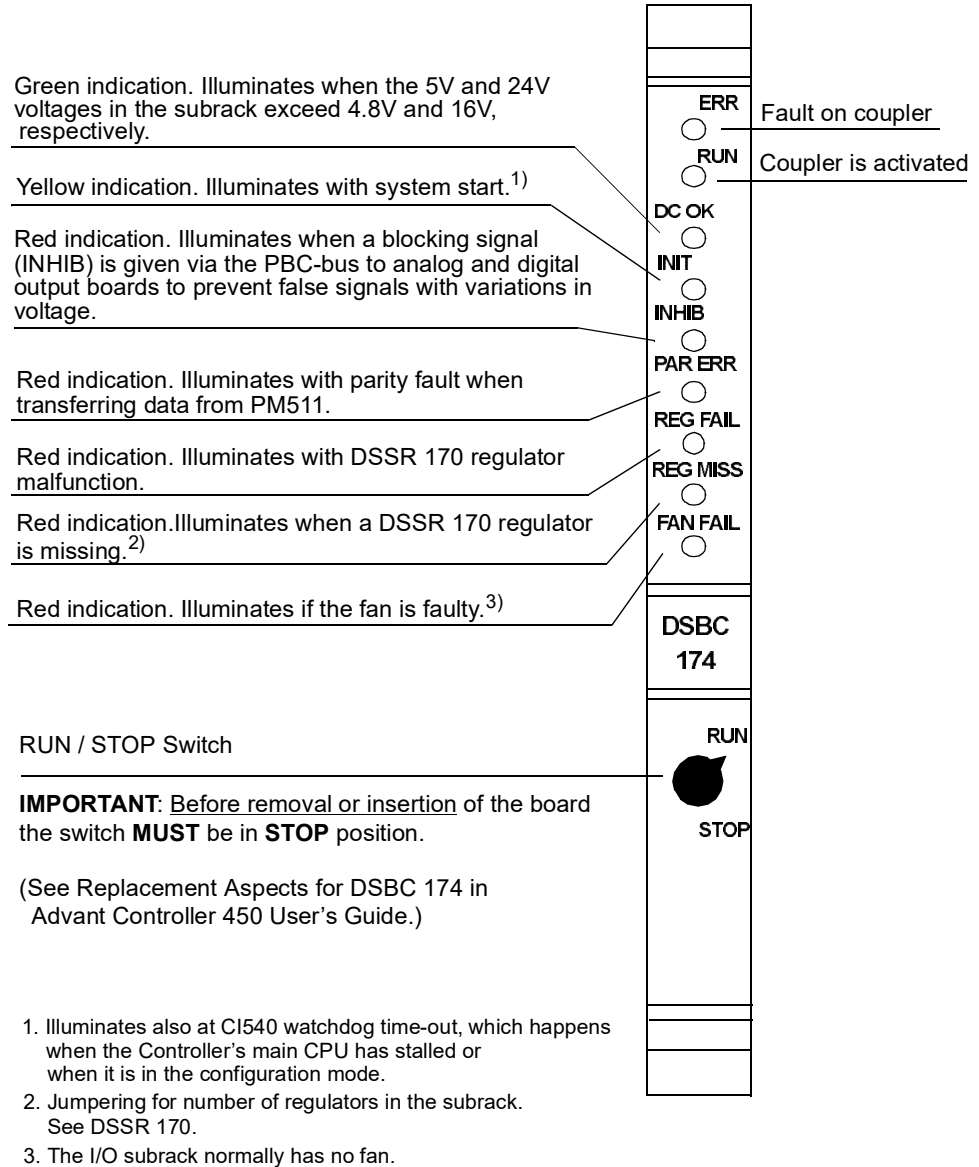 Green indication. Illuminates when the 5V and 24V
voltages in the subrack exceed 4.8V and 16V,
respectively.
Yellow indication. Illuminates with system start.1)
Red indication. Illuminates when a blocking signal
(INHIB) is given via the PBC-bus to analog and digital
output boards to prevent false signals with variations in
voltage.
Red indication. Illuminates with parity fault when
transferring data from PM511.
Red indication. Illuminates with DSSR 170 regulator
malfunction.
Red indication.Illuminates when a DSSR 170 regulator
is missing.2)
Red indication. Illuminates if the fan is faulty.3)
ERR
Fault on coupler
RUN
Coupler is activated
DC OK
INIT
INHIB
PAR ERR
REG FAIL
REG MISS
FAN FAIL
DSBC
174
RUN / STOP Switch
RUN
STOP
IMPORTANT: Before removal or insertion of the board
the switch MUST be in STOP position.
(See Replacement Aspects for DSBC 174 in
Advant Controller 450 User’s Guide.)
1. Illuminates also at CI540 watchdog time-out, which happens
when the Controller’s main CPU has stalled or
when it is in the configuration mode.
2. Jumpering for number of regulators in the subrack.
See DSSR 170.
3. The I/O subrack normally has no fan.